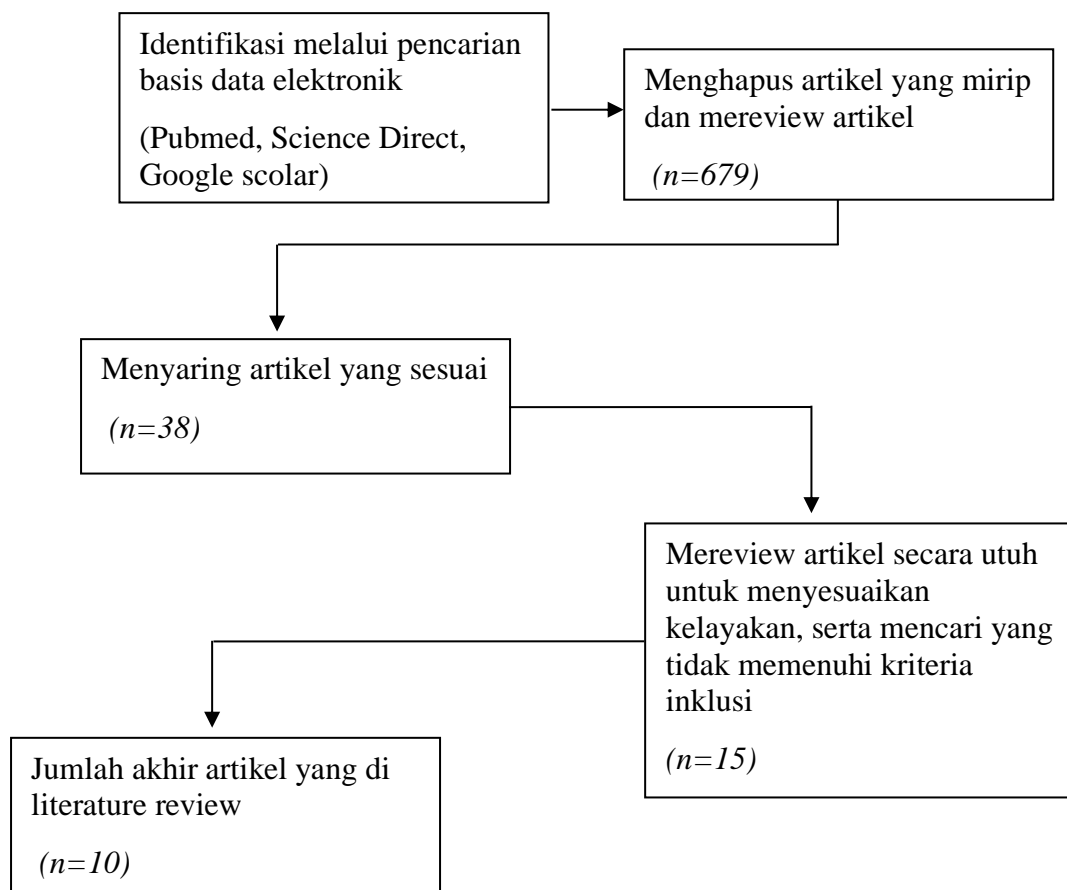 Identifikasi melalui pencarian
basis data elektronik
(Pubmed, Science Direct,
Google scolar)
Menghapus artikel yang mirip
dan mereview artikel
(n=679)
Menyaring artikel yang sesuai
(n=38)
Mereview artikel secara utuh
untuk menyesuaikan
kelayakan, serta mencari yang
tidak memenuhi kriteria
inklusi
(n=15)
Jumlah akhir artikel yang di
literature review
(n=10)